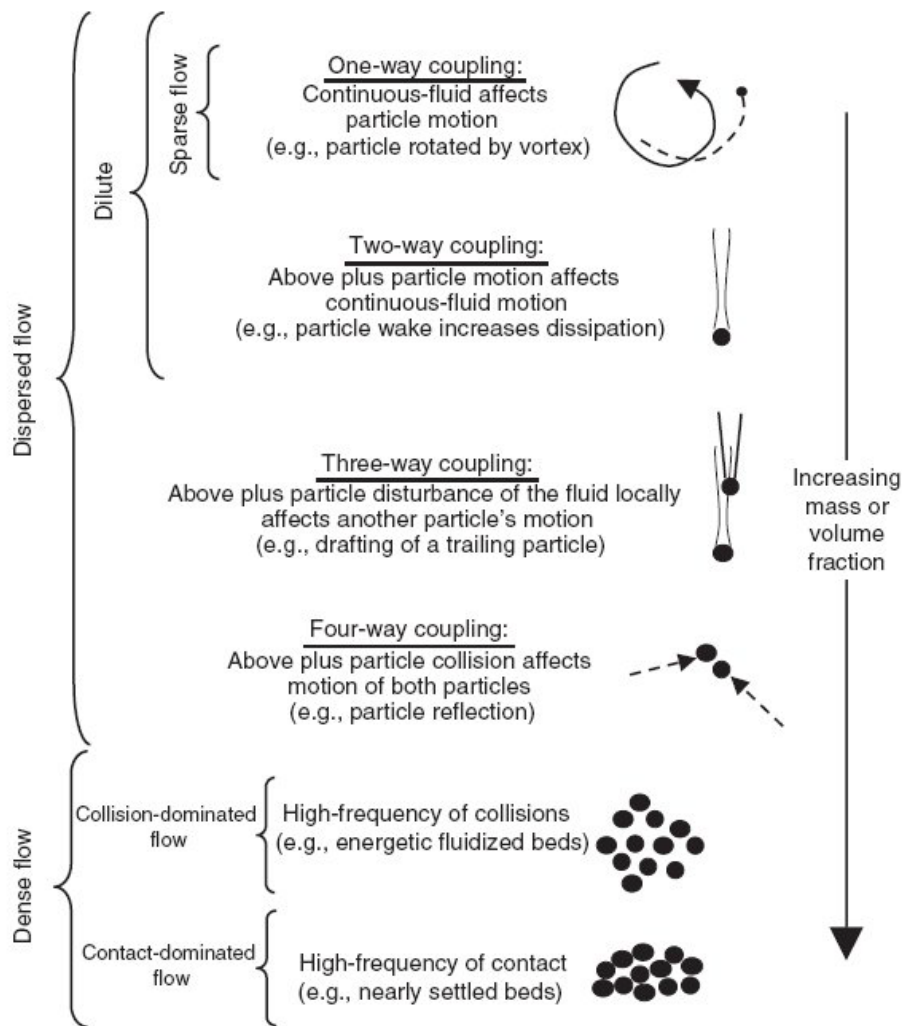 One-way coupling:
Continuous-fluid affects
particle motion
(e.g., particle rotated by vortex)
Sparse flow
Dilute
Two-way coupling:
Above plus particle motion affects
continuous-fluid motion
(e.g., particle wake increases dissipation)
Dispersed flow
Three-way coupling:
Above plus particle disturbance of the fluid locally
affects another particle's motion
(e.g., drafting of a trailing particle)
Increasing
mass or
volume
fraction
Four-way coupling:
Above plus particle collision affects
motion of both particles
(e.g., particle reflection)
Dense flow
Collision-dominated
flow
High-frequency of collisions
(e.g., energetic fluidized beds)
Contact-dominated
flow
High-frequency of contact
(e.g., nearly settled beds)